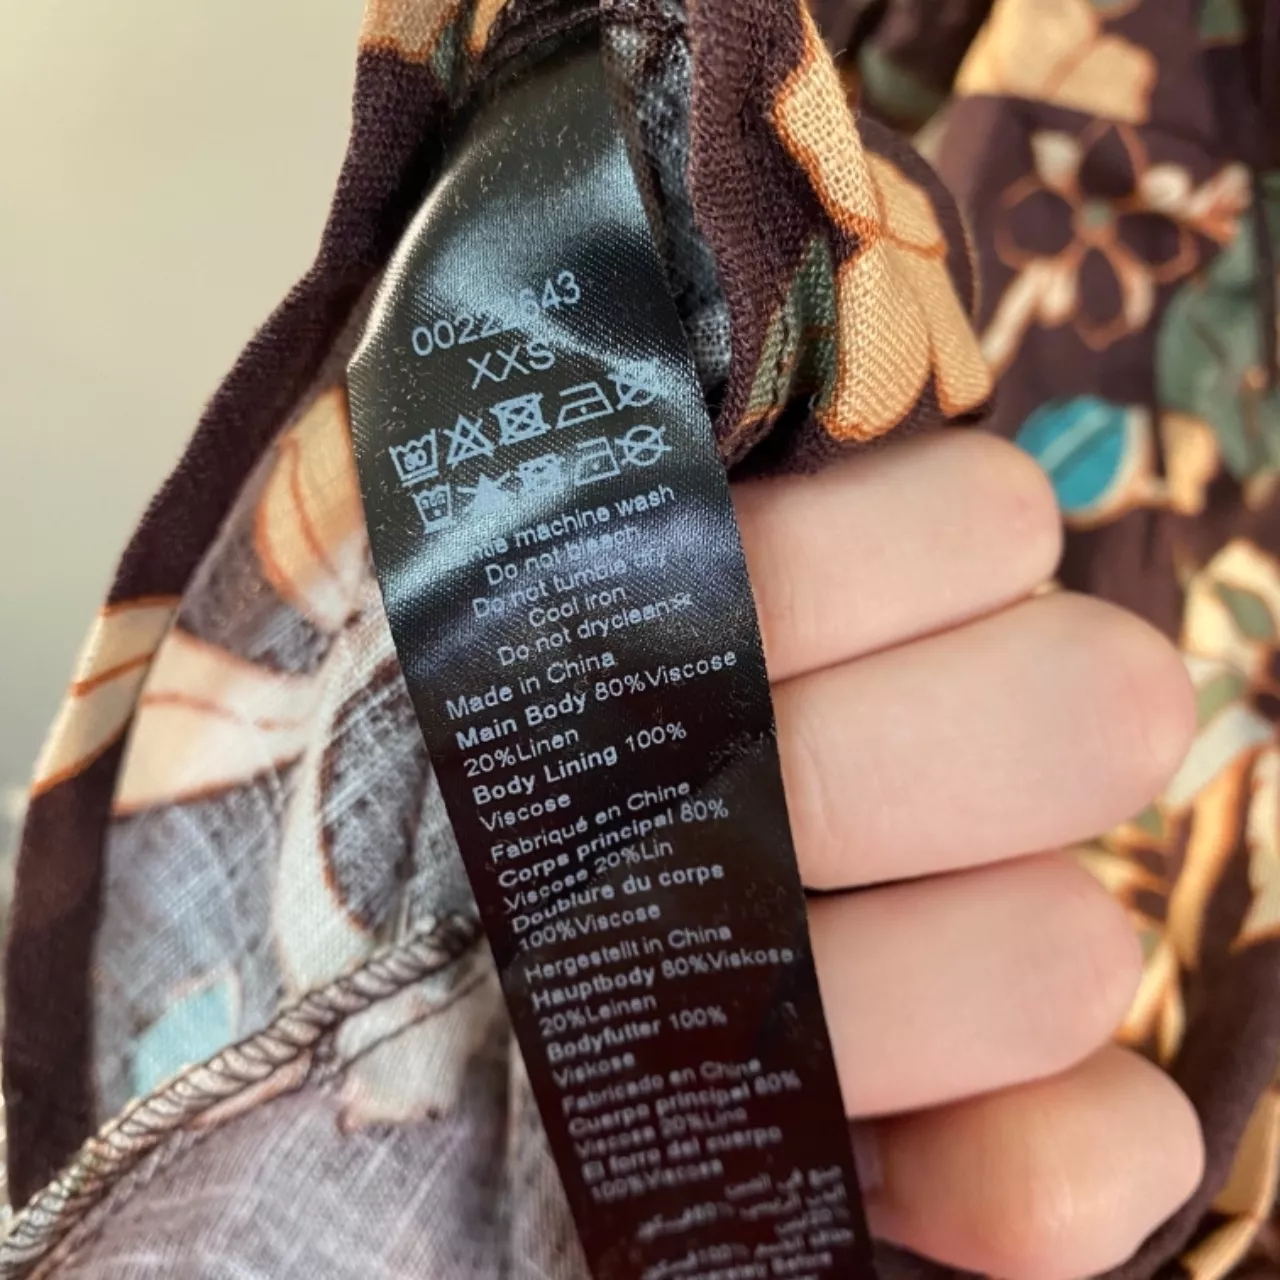 XXS
machine wash
Do not bleach
Do not tumble dry
Cool iron
Do not dryclean
Made in China
Main Body 80%Viscose
20%Linen
Body Lining 100%
Viscose
Fabriqué en Chine
Corps principal 80%
Viscose 20%Lin
Doublure du corps
100%Viscose
Hergestellt in China
Hauptbody 80%Viskose
20%Leinen
Bodyfutter 100%
Viskose
Fabricado en China
Cuerpo principal 80%
Viscose 20%Lino
El forro del cuerpo
100%Viscose